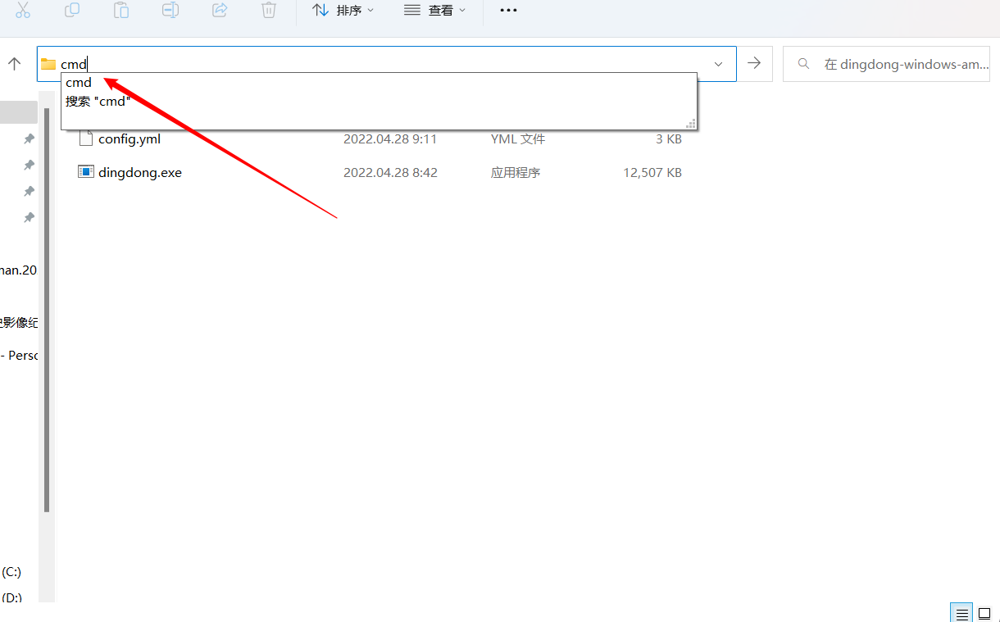 排序
查看
cmd
在 dingdong-windows-am...
cmd
搜索 "cmd"
config.yml 2022.04.28 9:11 YML 文件 3 KB
dingdong.exe 2022.04.28 8:42 应用程序 12,507 KB
man.20
史影像纪
- Perso
(C:)
(D:)